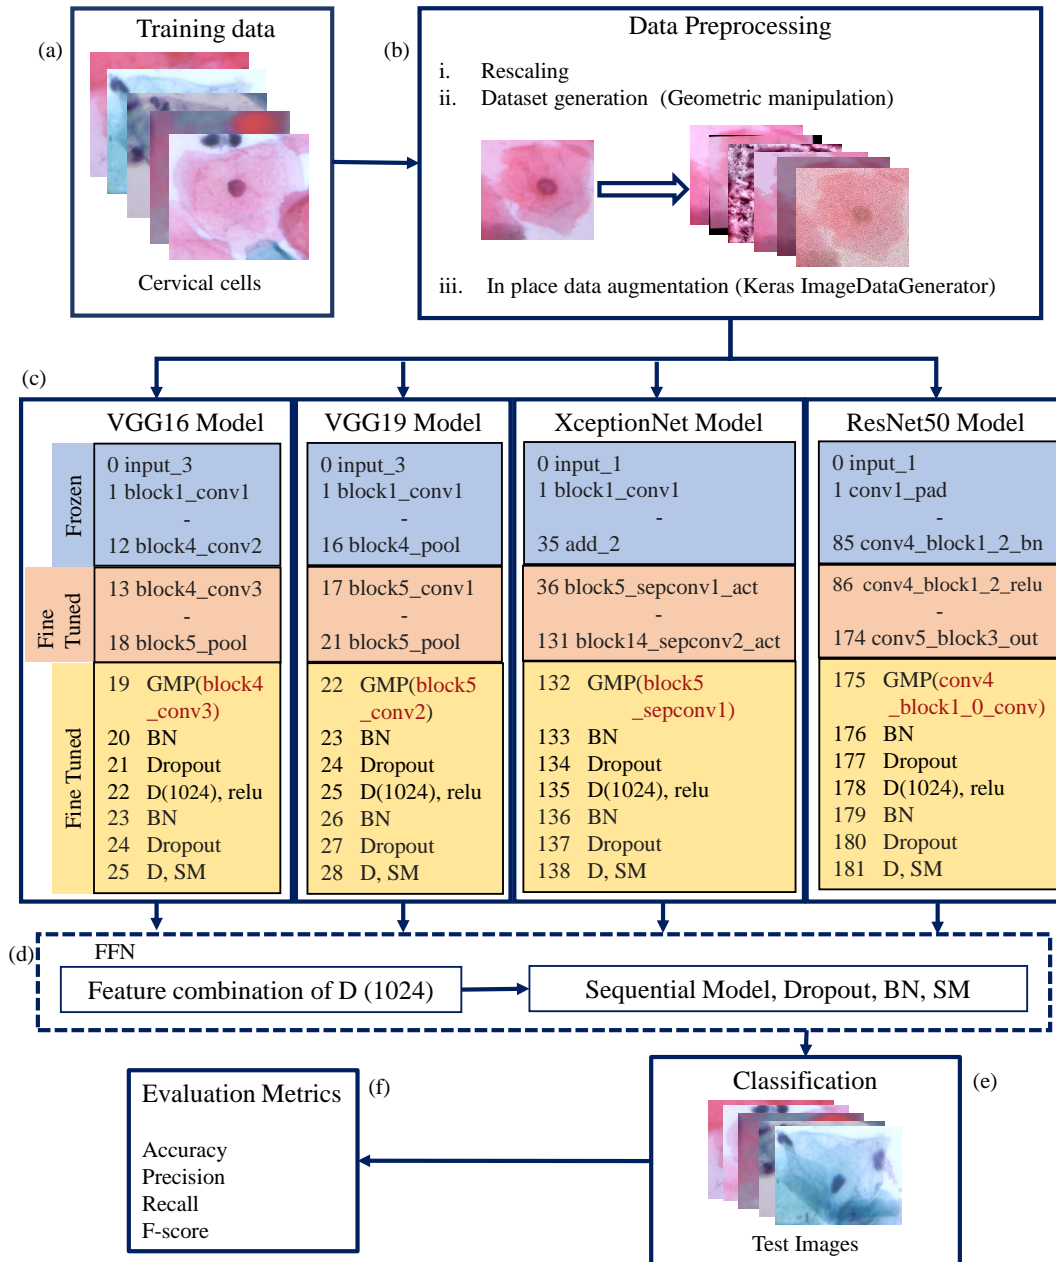 (a)
Training data
Cervical cells
(b)
Data Preprocessing
i. Rescaling
ii. Dataset generation (Geometric manipulation)
iii. In place data augmentation (Keras ImageDataGenerator)
(c)
VGG16 Model
Frozen
0 input_3
1 block1_conv1
-
12 block4_conv2
Fine
Tuned
13 block4_conv3
-
18 block5_pool
Fine Tuned
19 GMP(block4
_conv3)
20 BN
21 Dropout
22 D(1024), relu
23 BN
24 Dropout
25 D, SM
VGG19 Model
0 input_3
1 block1_conv1
-
16 block4_pool
17 block5_conv1
-
21 block5_pool
22 GMP(block5
_conv2)
23 BN
24 Dropout
25 D(1024), relu
26 BN
27 Dropout
28 D, SM
XceptionNet Model
0 input_1
1 block1_conv1
-
35 add_2
36 block5_sepconv1_act
-
131 block14_sepconv2_act
132 GMP(block5
_sepconv1)
133 BN
134 Dropout
135 D(1024), relu
136 BN
137 Dropout
138 D, SM
ResNet50 Model
0 input_1
1 conv1_pad
-
85 conv4_block1_2_bn
86 conv4_block1_2_relu
-
174 conv5_block3_out
175 GMP(conv4
_block1_0_conv)
176 BN
177 Dropout
178 D(1024), relu
179 BN
180 Dropout
181 D, SM
(d)
FFN
Feature combination of D (1024)
Sequential Model, Dropout, BN, SM
Classification
(e)
Test Images
Evaluation Metrics
(f)
Accuracy
Precision
Recall
F-score